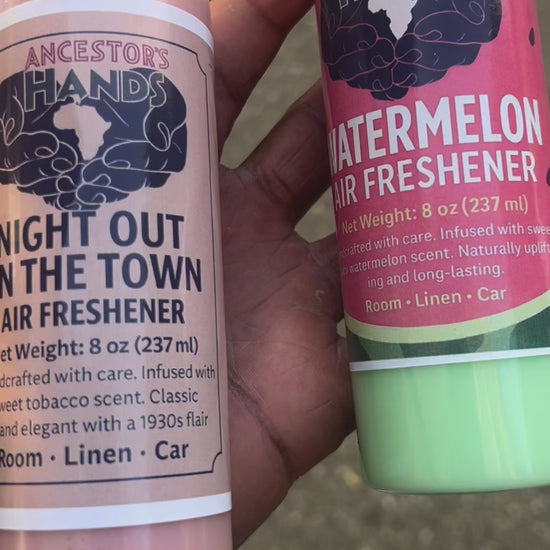 ANCESTOR'S
HANDS
NIGHT OUT
N THE TOWN
AIR FRESHENER
et Weight: 8 oz (237 ml)
dcrafted with care. Infused with
weet tobacco scent. Classic
and elegant with a 1930s flair
Room · Linen · Car
WATERMELON
AIR FRESHENER
Net Weight: 8 oz (237 ml)
dcrafted with care. Infused with swee
cy watermelon scent. Naturally uplift
ing and long-lasting.
Room · Linen · Car